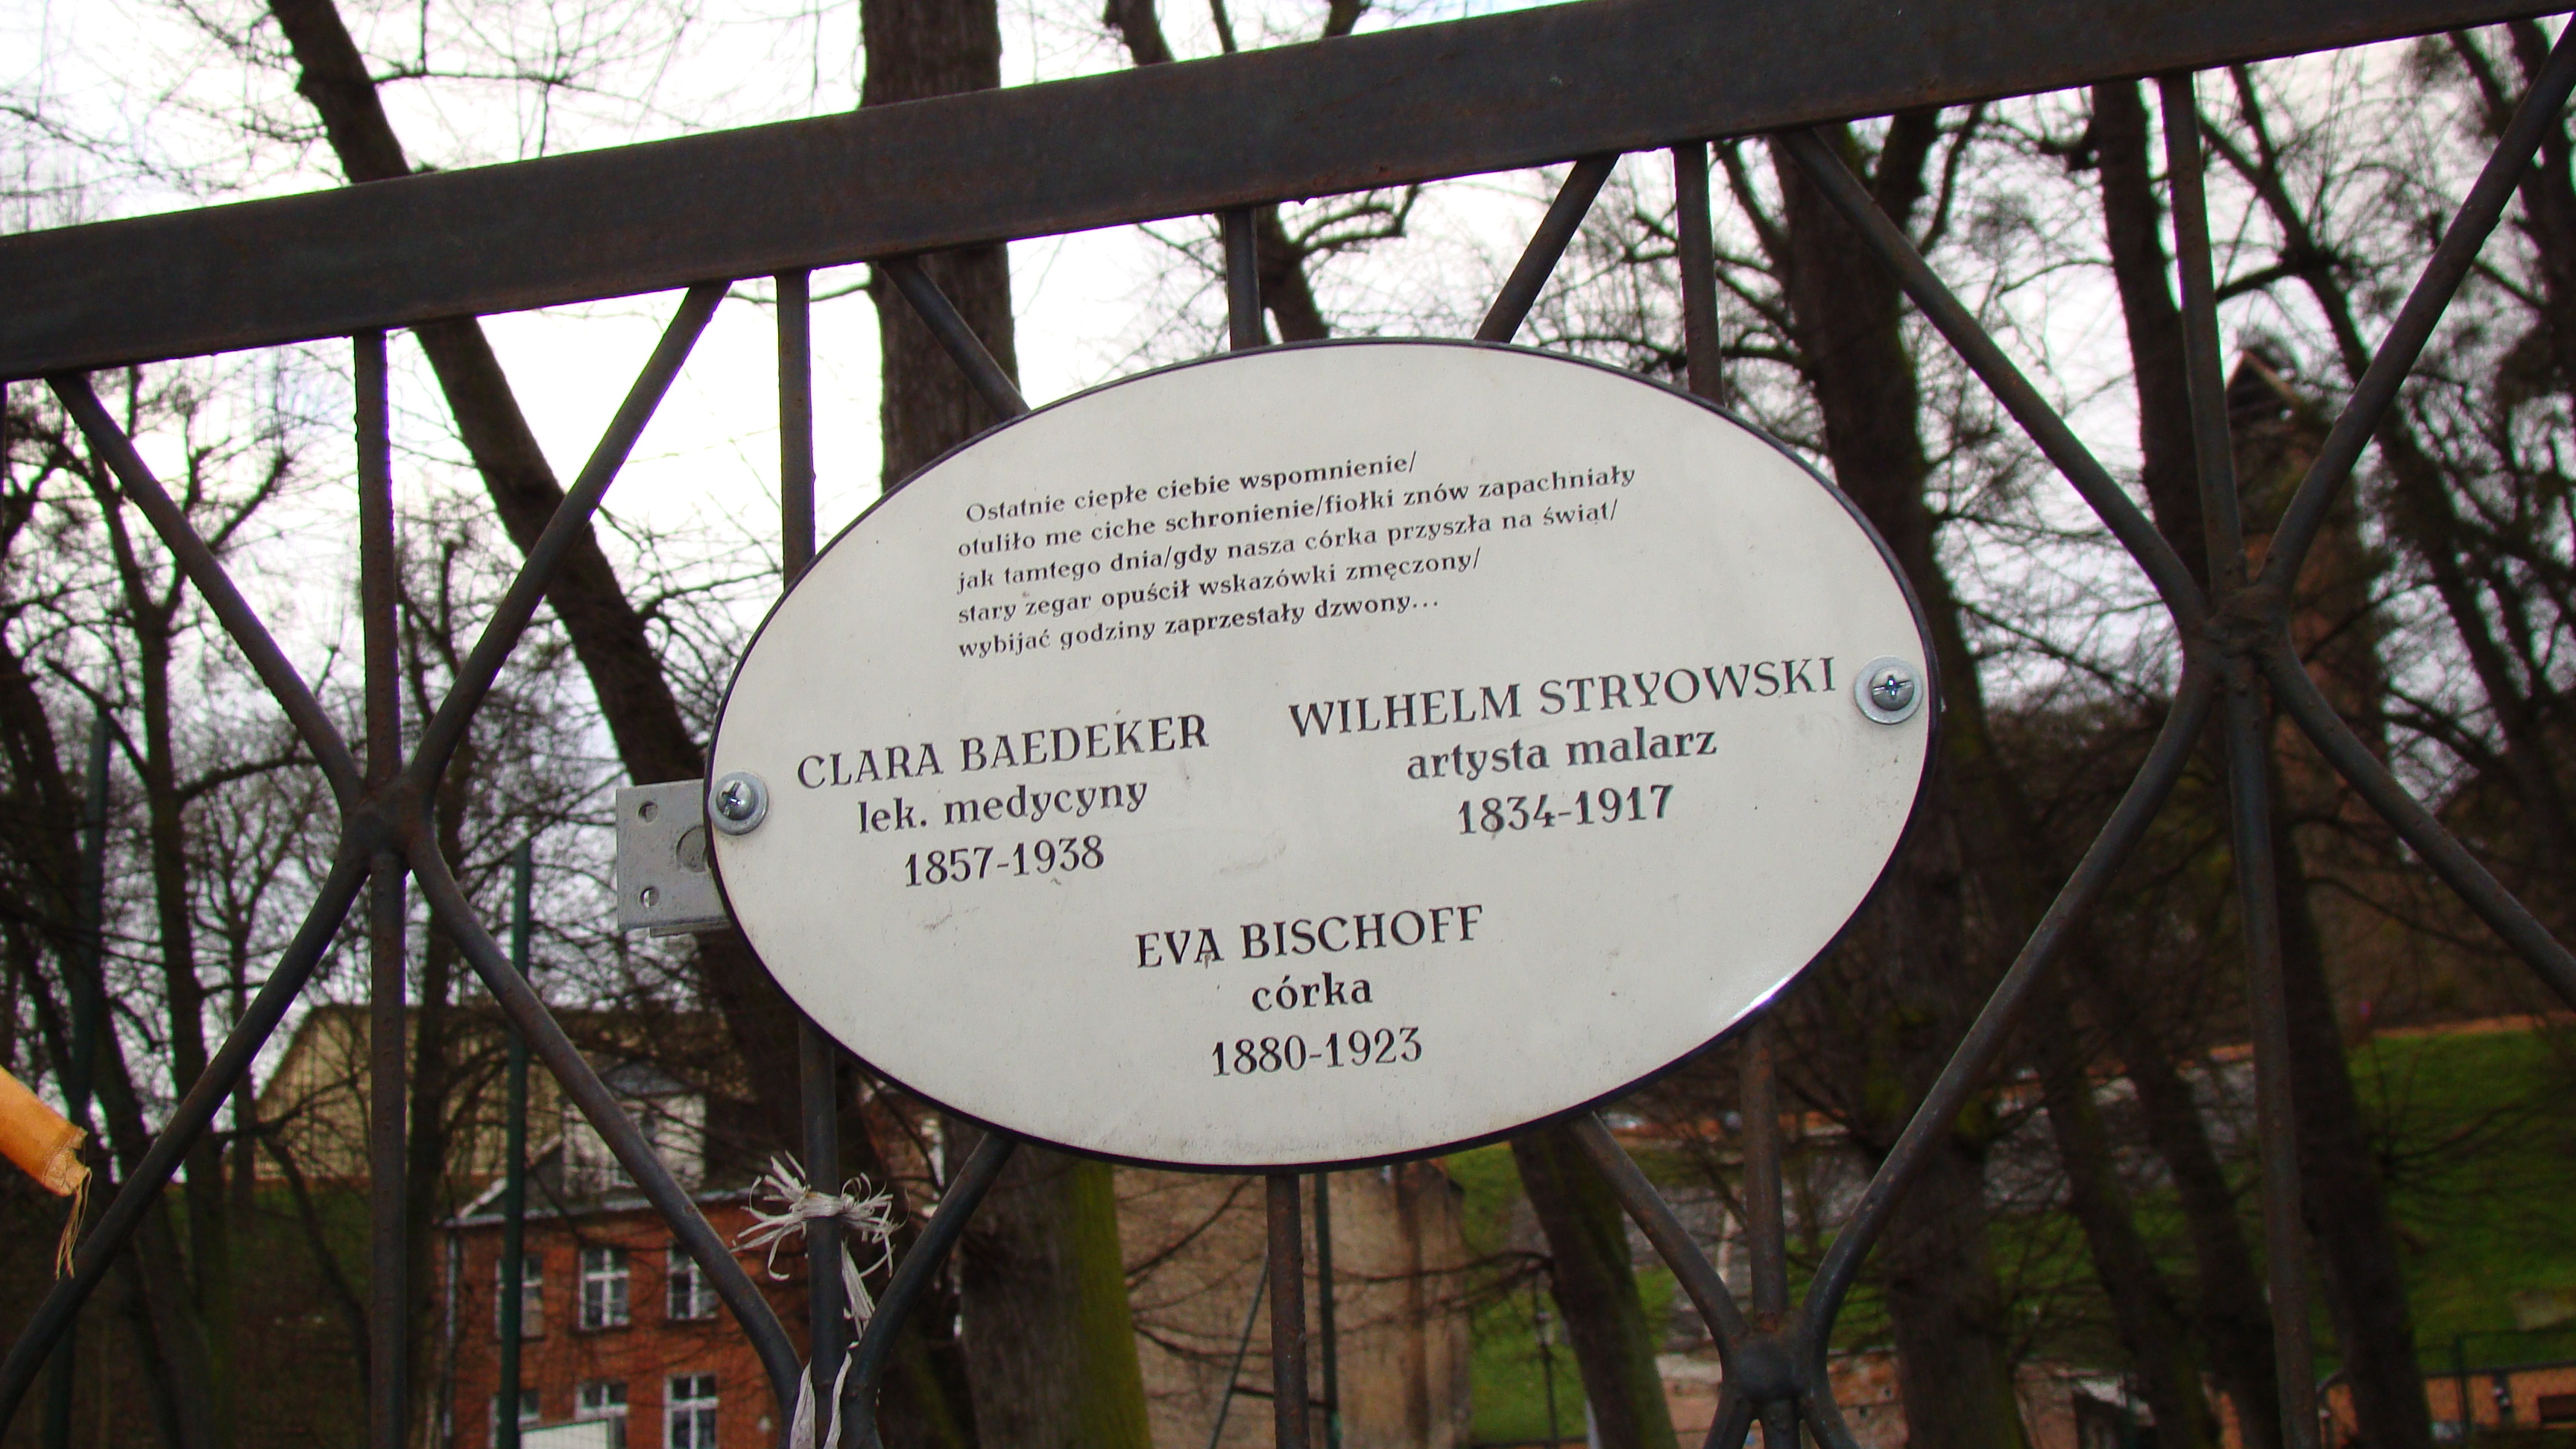 Ostatnie ciepłe ciebie wspomnienie/
otuliło me ciche schronienie/fiołki znów zapachniały
jak tamtego dnia/gdy nasza córka przyszła na świat/
stary zegar opuścił wskazówki zmęczony/
wybijać godziny zaprzestały dzwony...
CLARA BAEDEKER
lek. medycyny
1857-1938
WILHELM STRYOWSKI
artysta malarz
1834-1917
EVA BISCHOFF
córka
1880-1923